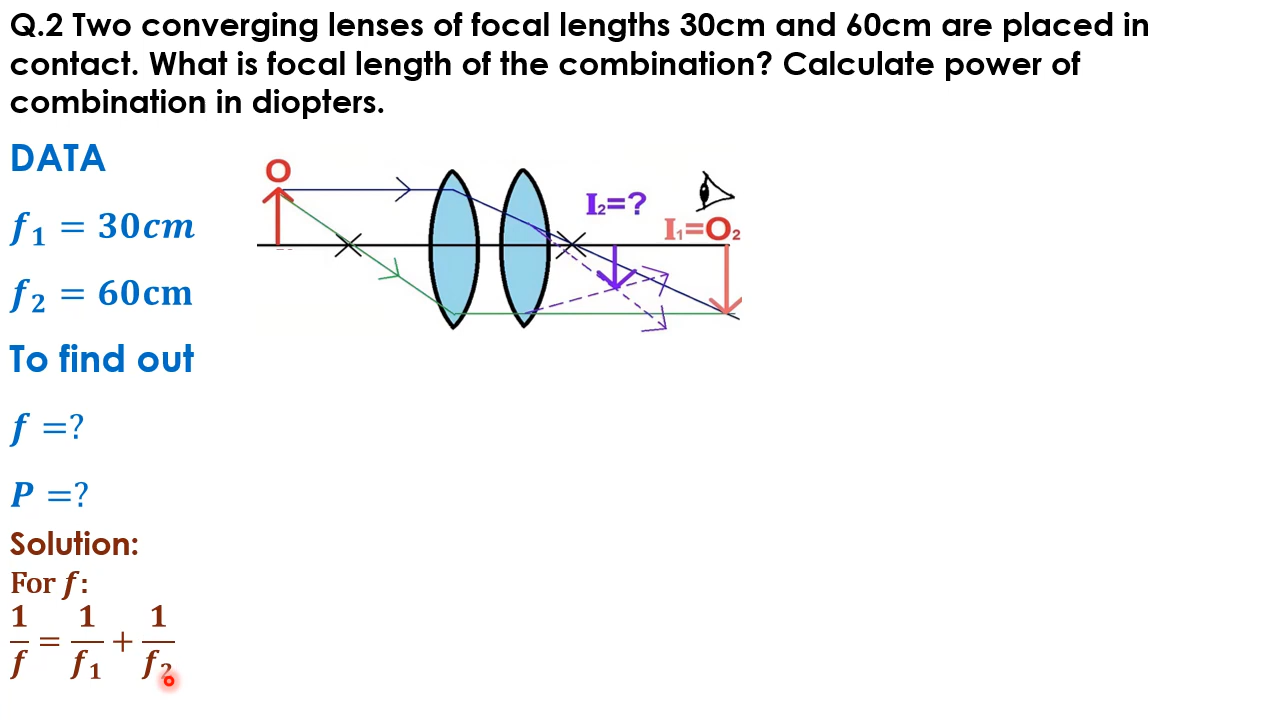 Q.2 Two converging lenses of focal lengths 30cm and 60cm are placed in
contact. What is focal length of the combination? Calculate power of
combination in diopters.
DATA
f₁ = 30cm
f₂ = 60cm
To find out
f =?
P =?
O
I₂=?
I₁=O₂
Solution:
For f:
1/f = 1/f₁ + 1/f₂